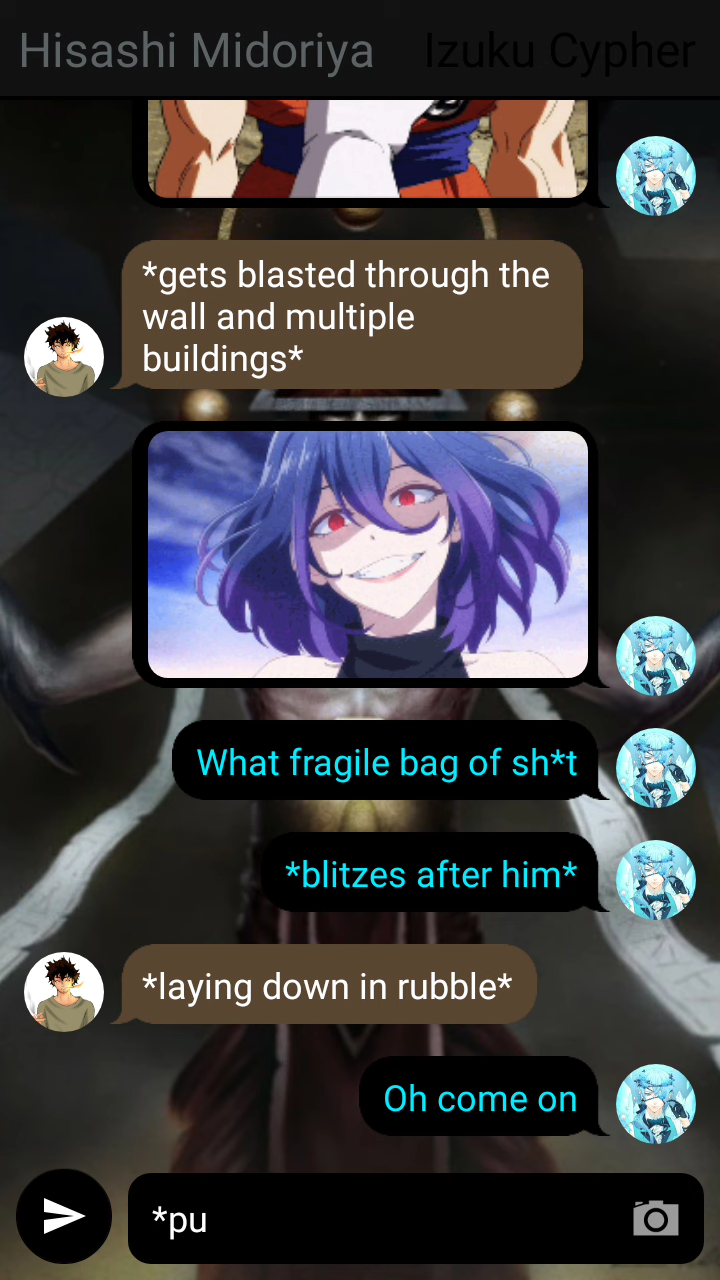 Hisashi Midoriya Izuku Cypher
*gets blasted through the
wall and multiple
buildings*
What fragile bag of sh*t
*blitzes after him*
*laying down in rubble*
Oh come on
*pu